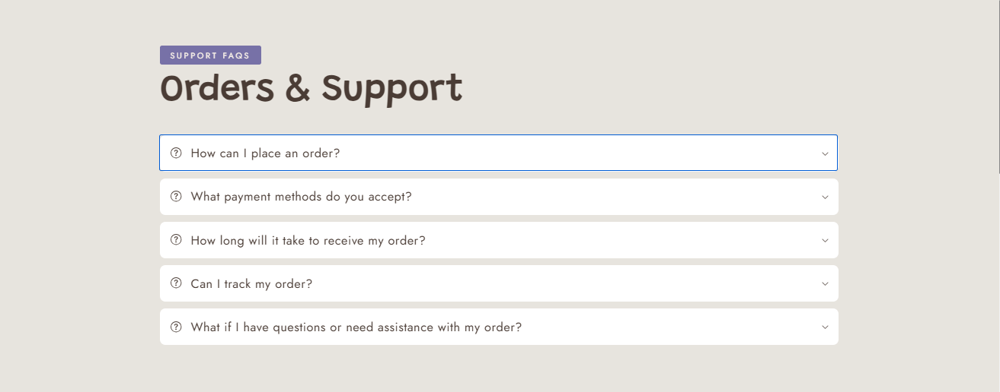 SUPPORT FAQS
Orders & Support
How can I place an order?
What payment methods do you accept?
How long will it take to receive my order?
Can I track my order?
What if I have questions or need assistance with my order?